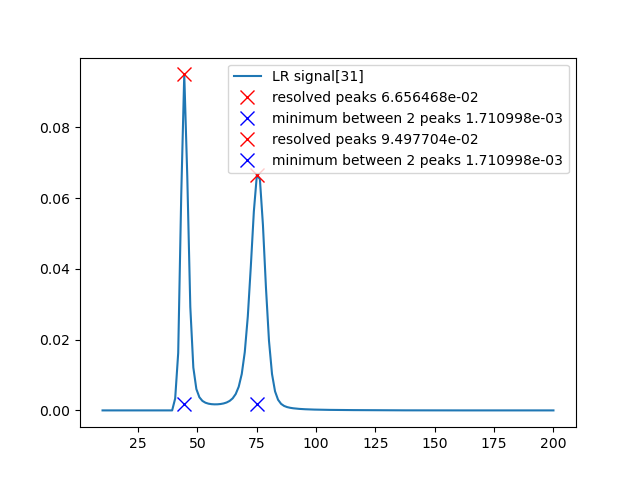 LR signal[31]
resolved peaks 6.656468e-02
minimum between 2 peaks 1.710998e-03
resolved peaks 9.497704e-02
minimum between 2 peaks 1.710998e-03
0.08
0.06
0.04
0.02
0.00
25 50 75 100 125 150 175 200